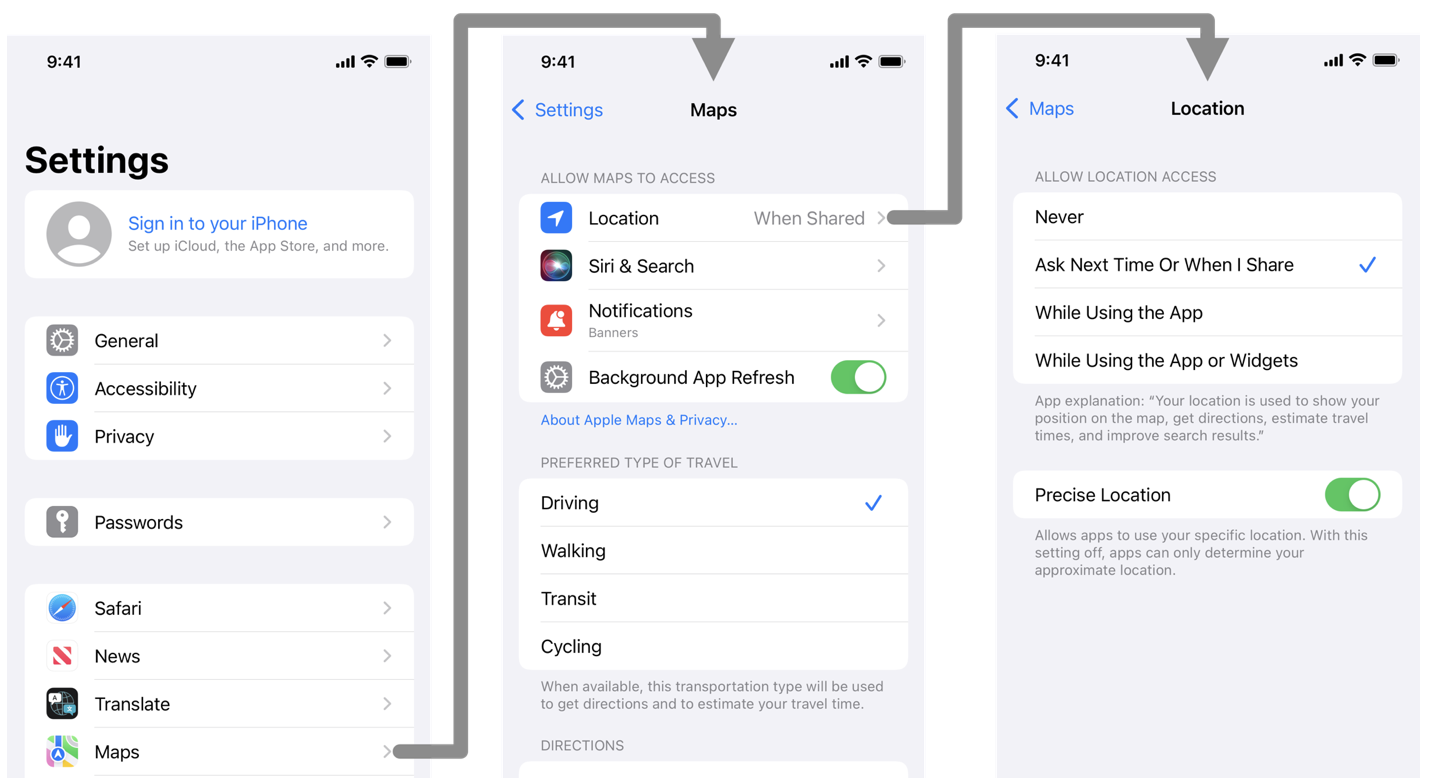 9:41
Settings
Sign in to your iPhone
Set up iCloud, the App Store, and more.
General
Accessibility
Privacy
Passwords
Safari
News
Translate
Maps
9:41
Settings
Maps
ALLOW MAPS TO ACCESS
Location When Shared
Siri & Search
Notifications
Banners
Background App Refresh
About Apple Maps & Privacy...
PREFERRED TYPE OF TRAVEL
Driving
Walking
Transit
Cycling
When available, this transportation type will be used
to get directions and to estimate your travel time.
DIRECTIONS
9:41
Maps
Location
ALLOW LOCATION ACCESS
Never
Ask Next Time Or When I Share
While Using the App
While Using the App or Widgets
App explanation: “Your location is used to show your
position on the map, get directions, estimate travel
times, and improve search results.”
Precise Location
Allows apps to use your specific location. With this
setting off, apps can only determine your
approximate location.